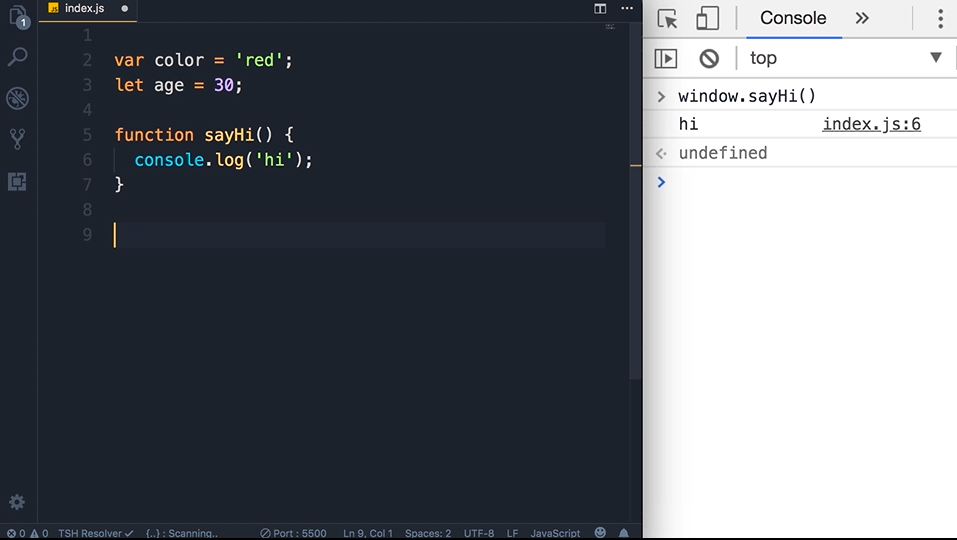 index.js
1
1
2 var color = 'red';
3 let age = 30;
4
5 function sayHi() {
6 console.log('hi');
7 }
8
9
0 0 TSH Resolver {..} : Scanning.. Port : 5500 Ln 9, Col 1 Spaces: 2 UTF-8 LF JavaScript
Console
top
window.sayHi()
hi index.js:6
undefined